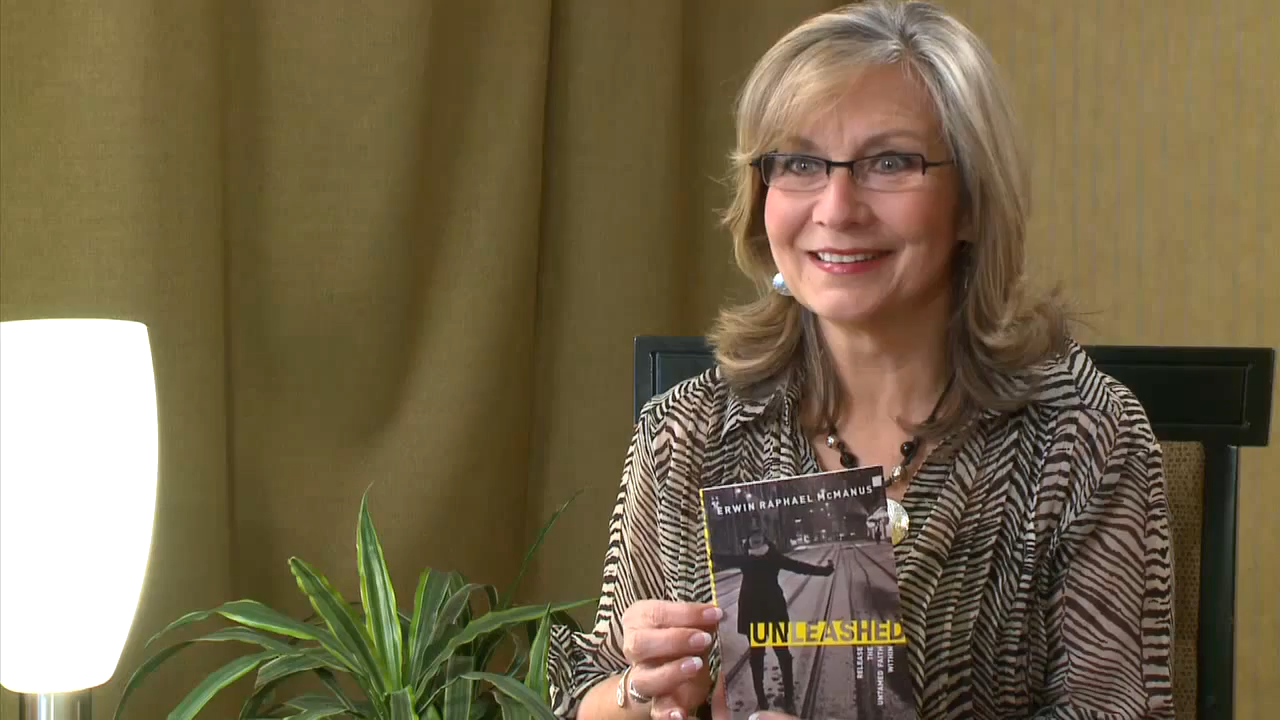 ERWIN RAPHAEL McMANUS
UNLEASHED
RELEASE
THE
UNTAMED FAITH
WITHIN